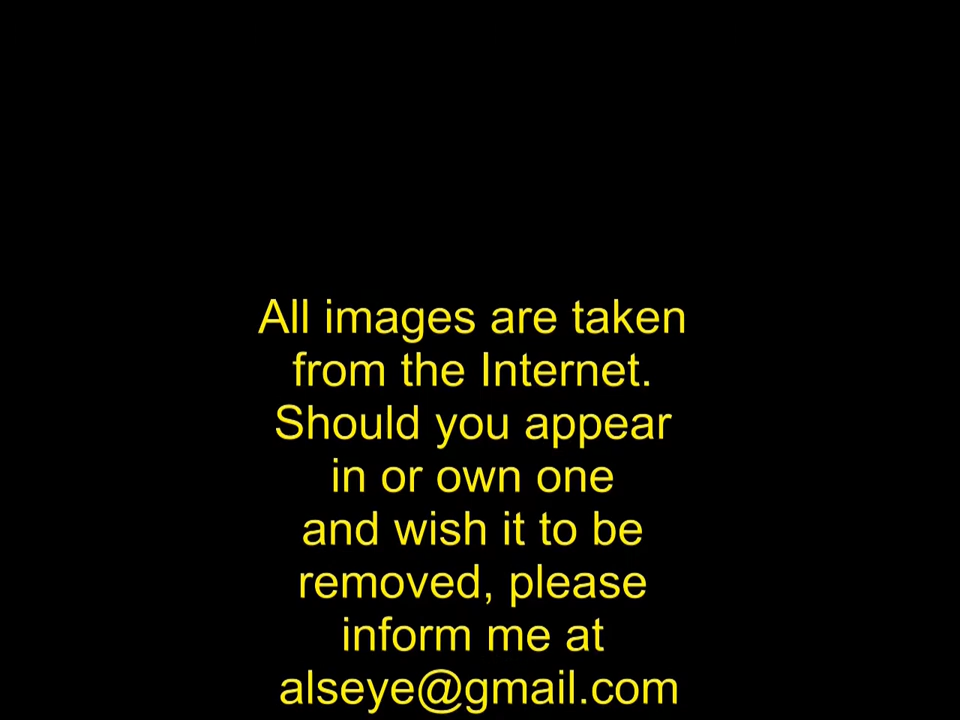 All images are taken
from the Internet.
Should you appear
in or own one
and wish it to be
removed, please
inform me at
alseye@gmail.com